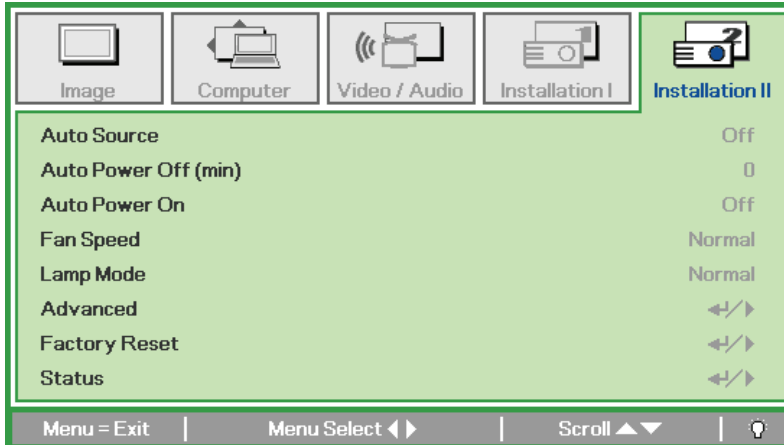 Image Computer Video / Audio Installation I Installation II
Auto Source Off
Auto Power Off (min) 0
Auto Power On Off
Fan Speed Normal
Lamp Mode Normal
Advanced
Factory Reset
Status
Menu = Exit Menu Select Scroll